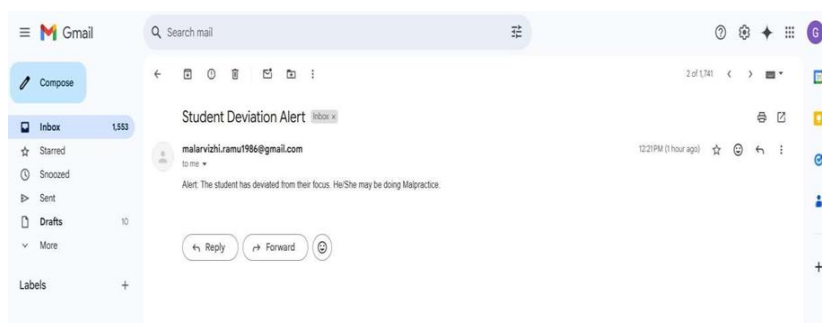 Gmail
Search mail
Compose
2 of 1,741
Student Deviation Alert Inbox x
Inbox 1,553
malarvizhi.ramu1986@gmail.com 12:21 PM (1 hour ago)
Starred
to me
Snoozed
Alert: The student has deviated from their focus. He/She may be doing Malpractice.
Sent
Drafts 10
More
Reply Forward
Labels +
G